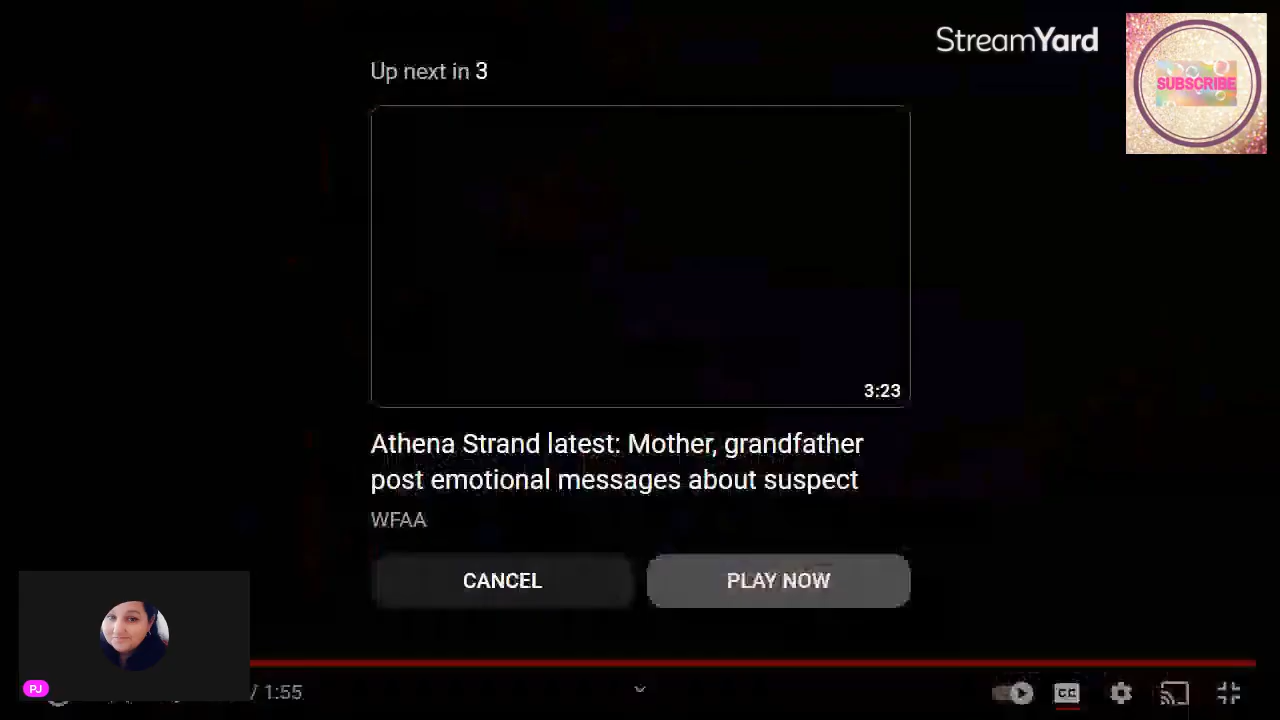 StreamYard
SUBSCRIBE
Up next in 3
3:23
Athena Strand latest: Mother, grandfather
post emotional messages about suspect
WFAA
CANCEL
PLAY NOW
PJ
/ 1:55
CC